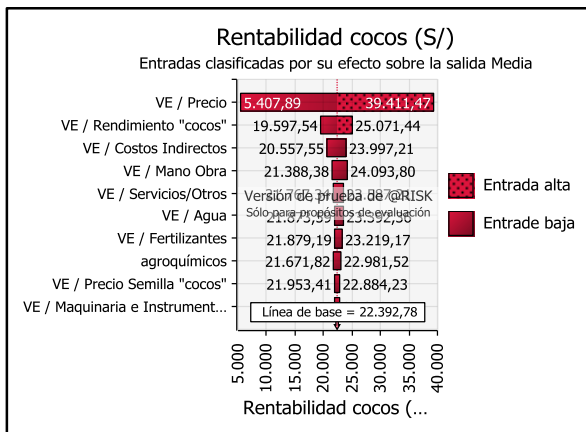 Rentabilidad cocos (S/)
Entradas clasificadas por su efecto sobre la salida Media
VE / Precio
5.407,89
39.411,47
VE / Rendimiento "cocos"
19.597,54
25.071,44
VE / Costos Indirectos
20.557,55
23.997,21
VE / Mano Obra
21.388,38
24.093,80
VE / Servicios/Otros
Versión de prueba de @RISK
VE / Agua
Sólo para propósitos de evaluación
VE / Fertilizantes
21.879,19
23.219,17
agroquímicos
21.671,82
22.981,52
VE / Precio Semilla "cocos"
21.953,41
22.884,23
VE / Maquinaria e Instrument...
Línea de base = 22.392,78
Entrada alta
Entrade baja
5.000
10.000
15.000
20.000
25.000
30.000
35.000
40.000
Rentabilidad cocos (...